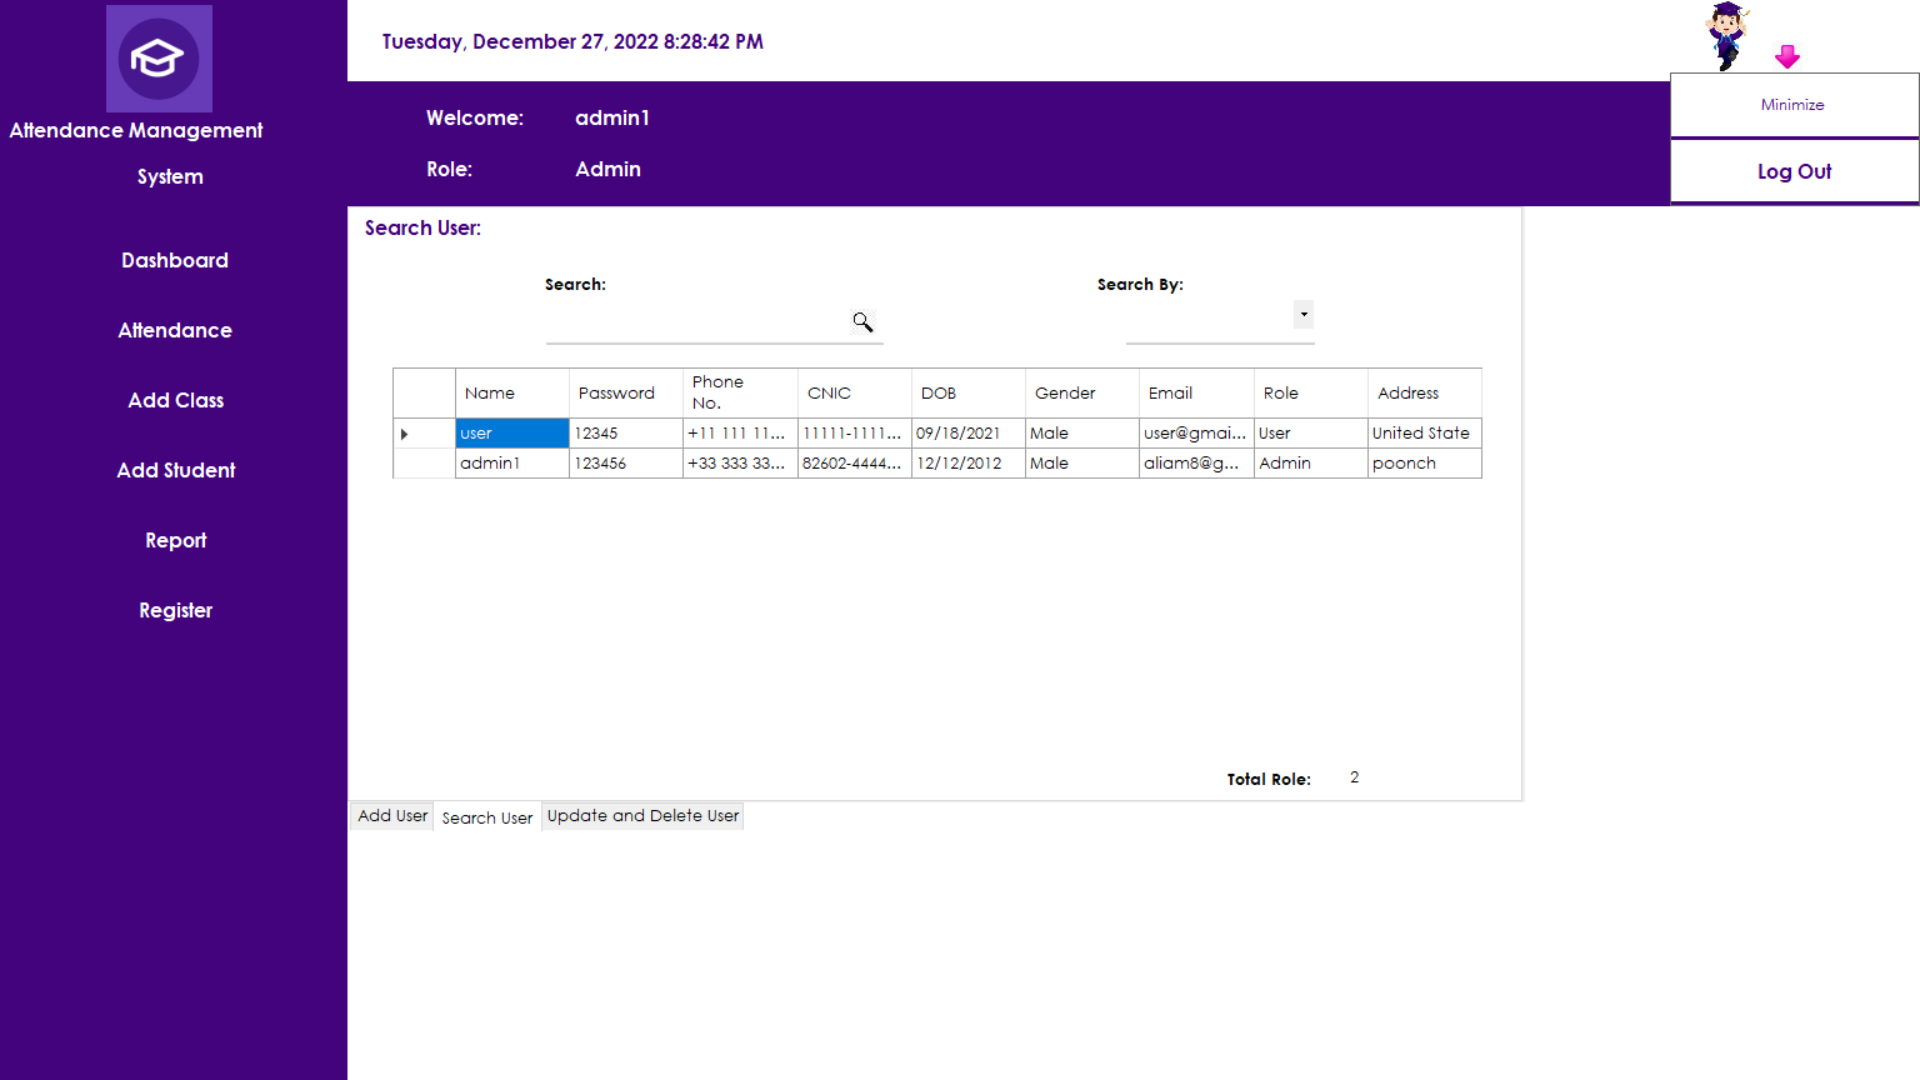 Tuesday, December 27, 2022 8:28:42 PM
Attendance Management
System
Welcome: admin1
Role: Admin
Minimize
Log Out
Dashboard
Attendance
Add Class
Add Student
Report
Register
Search User:
Search: Search By:
Name Password Phone No. CNIC DOB Gender Email Role Address
user 12345 +11 111 11... 11111-1111... 09/18/2021 Male user@gmai... User United State
admin1 123456 +33 333 33... 82602-4444... 12/12/2012 Male aliam8@g... Admin poonch
Total Role: 2
Add User Search User Update and Delete User